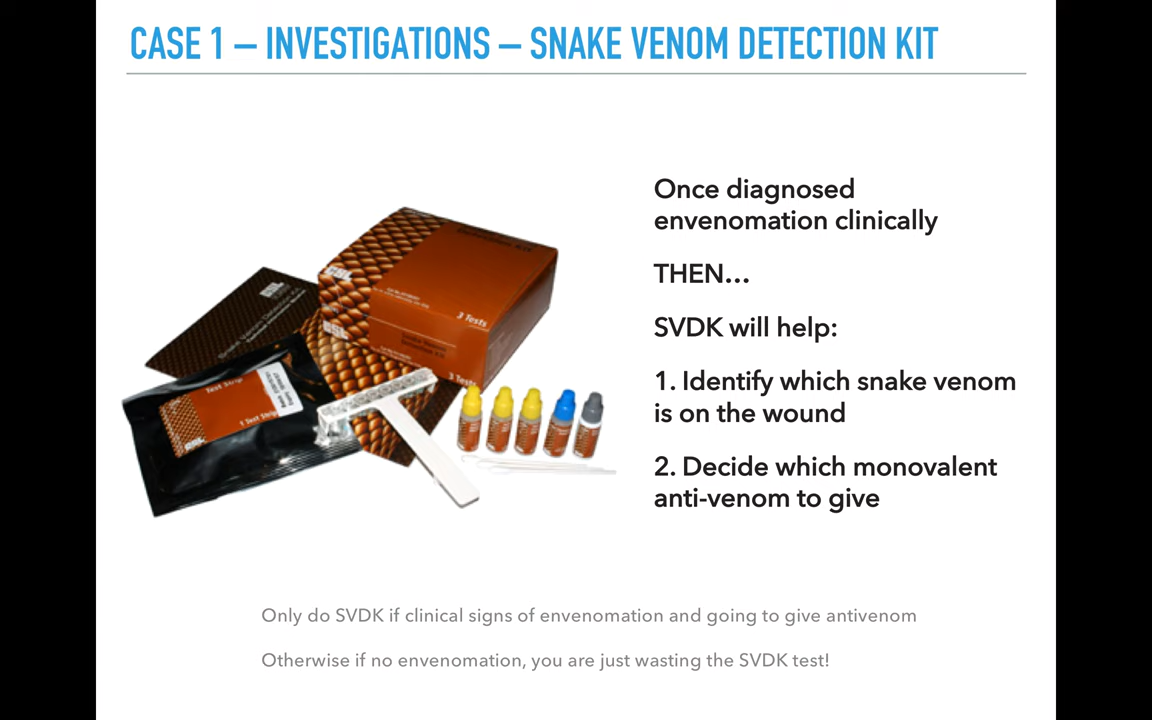 CASE 1 – INVESTIGATIONS – SNAKE VENOM DETECTION KIT
Once diagnosed
envenomation clinically
THEN...
SVDK will help:
1. Identify which snake venom
is on the wound
2. Decide which monovalent
anti-venom to give
3 Tests
3 Tests
Test Strip
1 Test Strip
Only do SVDK if clinical signs of envenomation and going to give antivenom
Otherwise if no envenomation, you are just wasting the SVDK test!